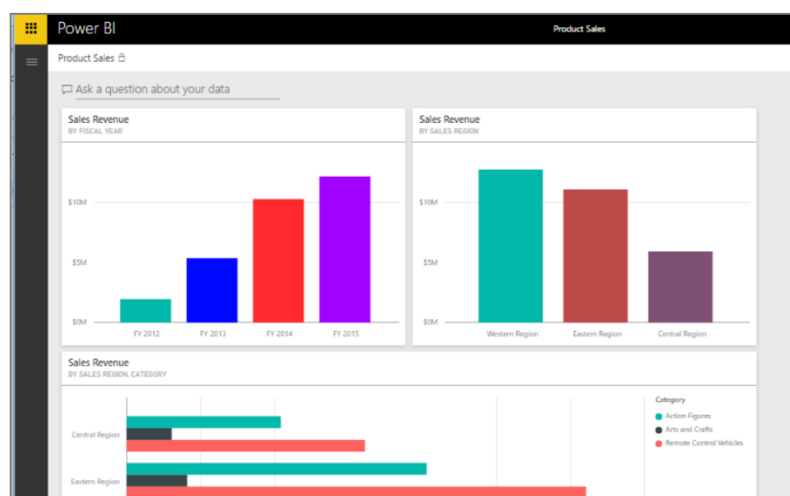 Power BI
Product Sales
Product Sales
Ask a question about your data
Sales Revenue
BY FISCAL YEAR
$10M
$5M
$0M
FY 2012 FY 2013 FY 2014 FY 2015
Sales Revenue
BY SALES REGION
$10M
$5M
$0M
Western Region Eastern Region Central Region
Sales Revenue
BY SALES REGION, CATEGORY
Central Region
Eastern Region
Category
Action Figures
Arts and Crafts
Remote Control Vehicles